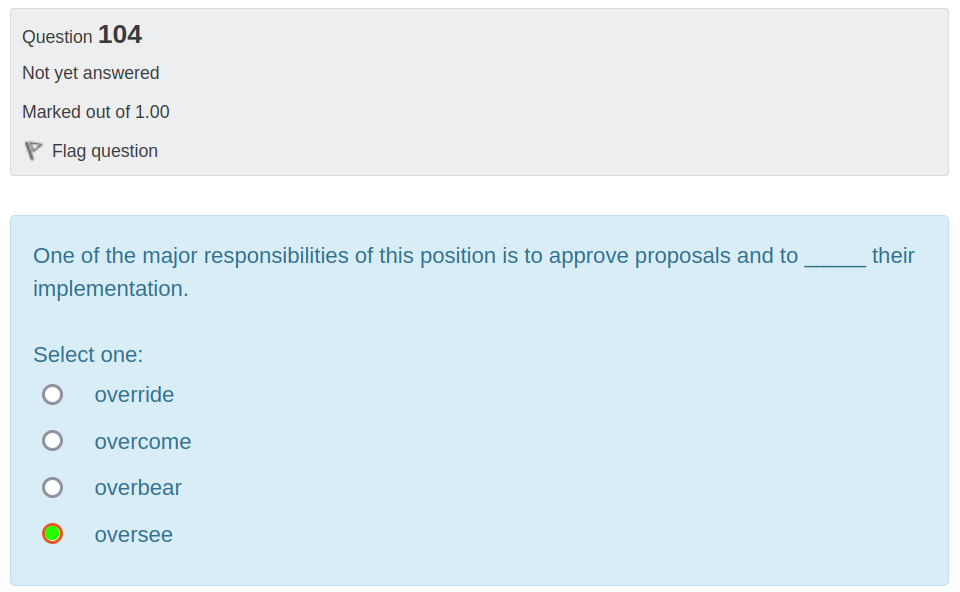 Question 104
Not yet answered
Marked out of 1.00
Flag question
One of the major responsibilities of this position is to approve proposals and to _____ their
implementation.
Select one:
override
overcome
overbear
oversee